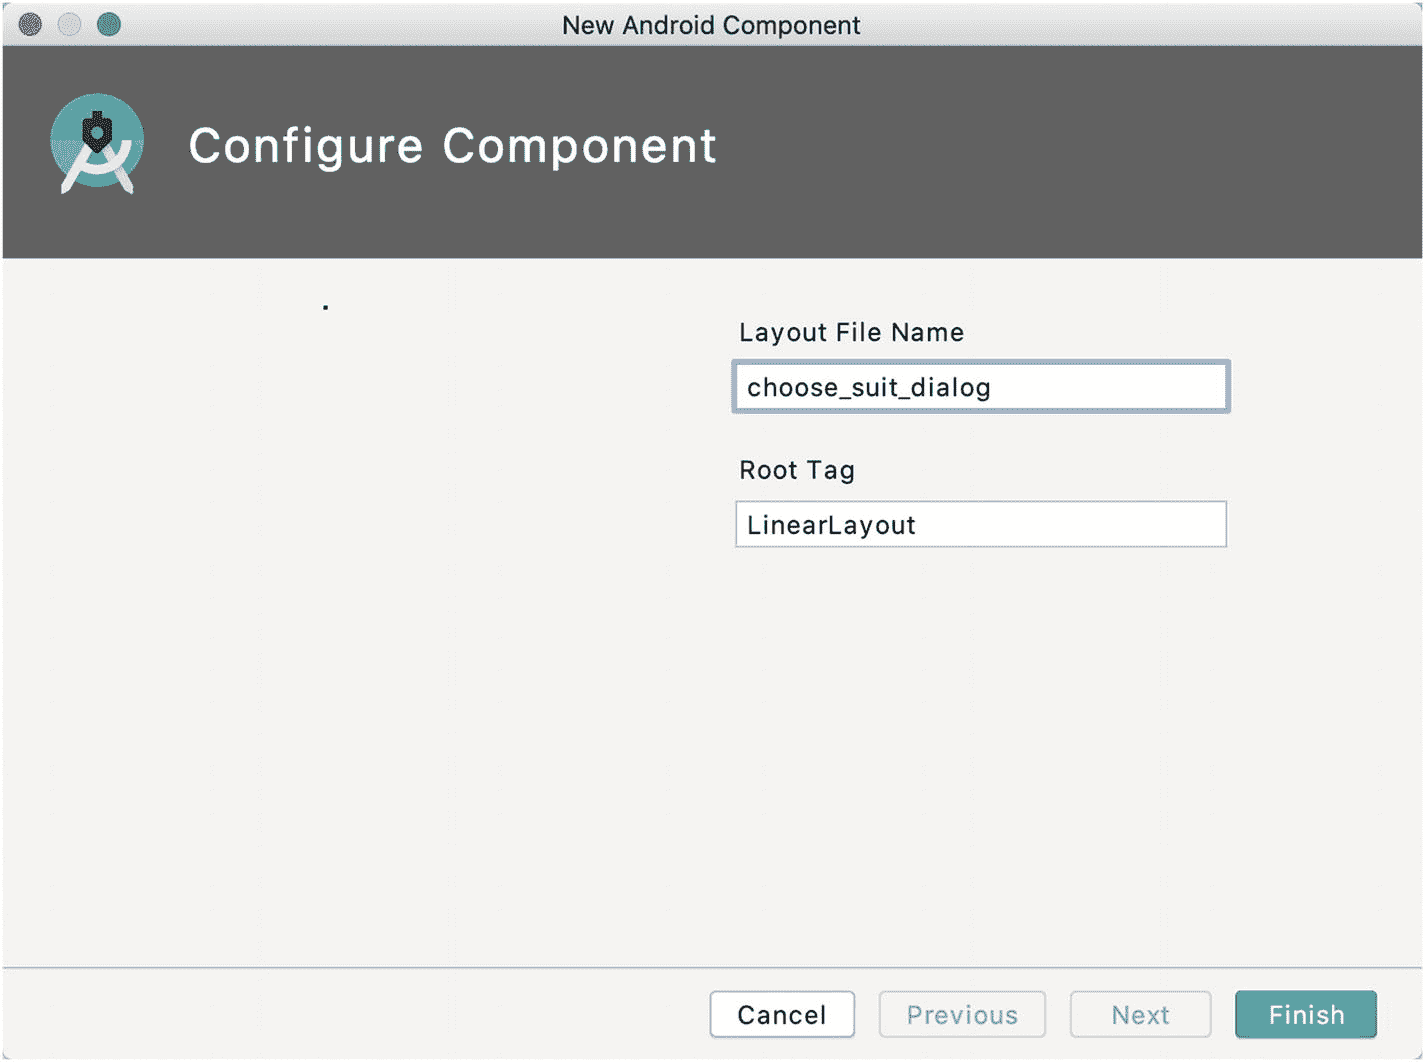 New Android Component
Configure Component
Layout File Name
choose_suit_dialog
Root Tag
LinearLayout
Cancel
Previous
Next
Finish